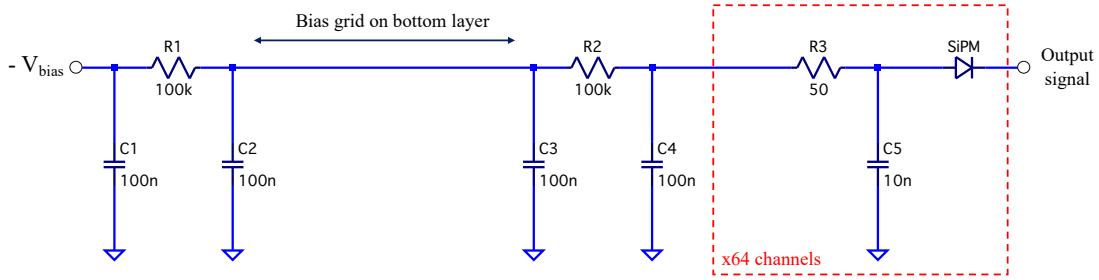 Bias grid on bottom layer
- Vbias
R1
100k
R2
100k
R3
50
SiPM
Output
signal
C1
100n
C2
100n
C3
100n
C4
100n
C5
10n
x64 channels